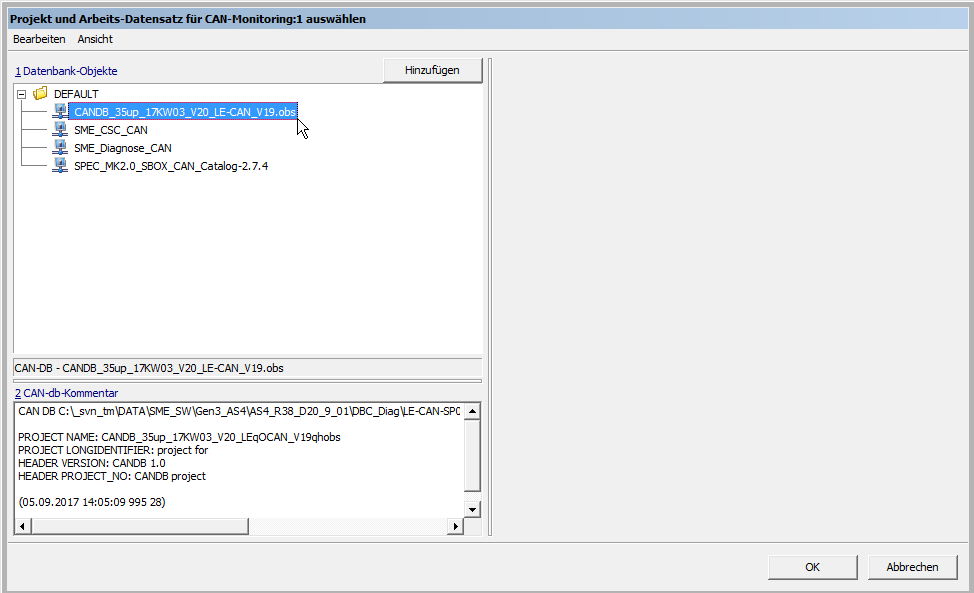 Projekt und Arbeits-Datensatz für CAN-Monitoring:1 auswählen
Bearbeiten Ansicht
1 Datenbank-Objekte
Hinzufügen
DEFAULT
CANDB_35up_17KW03_V20_LE-CAN_V19.obs
SME_CSC_CAN
SME_Diagnose_CAN
SPEC_MK2.0_SBOX_CAN_Catalog-2.7.4
CAN-DB - CANDB_35up_17KW03_V20_LE-CAN_V19.obs
2 CAN-db-Kommentar
CAN DB C:\_svn_tm\DATA\SME_SW\Gen3_AS4\AS4_R38_D20_9_01\DBC_Diag\LE-CAN-SP0
PROJECT NAME: CANDB_35up_17KW03_V20_LEqOCAN_V19qhobs
PROJECT LONGIDENTIFIER: project for
HEADER VERSION: CANDB 1.0
HEADER PROJECT_NO: CANDB project
(05.09.2017 14:05:09 995 28)
OK
Abbrechen